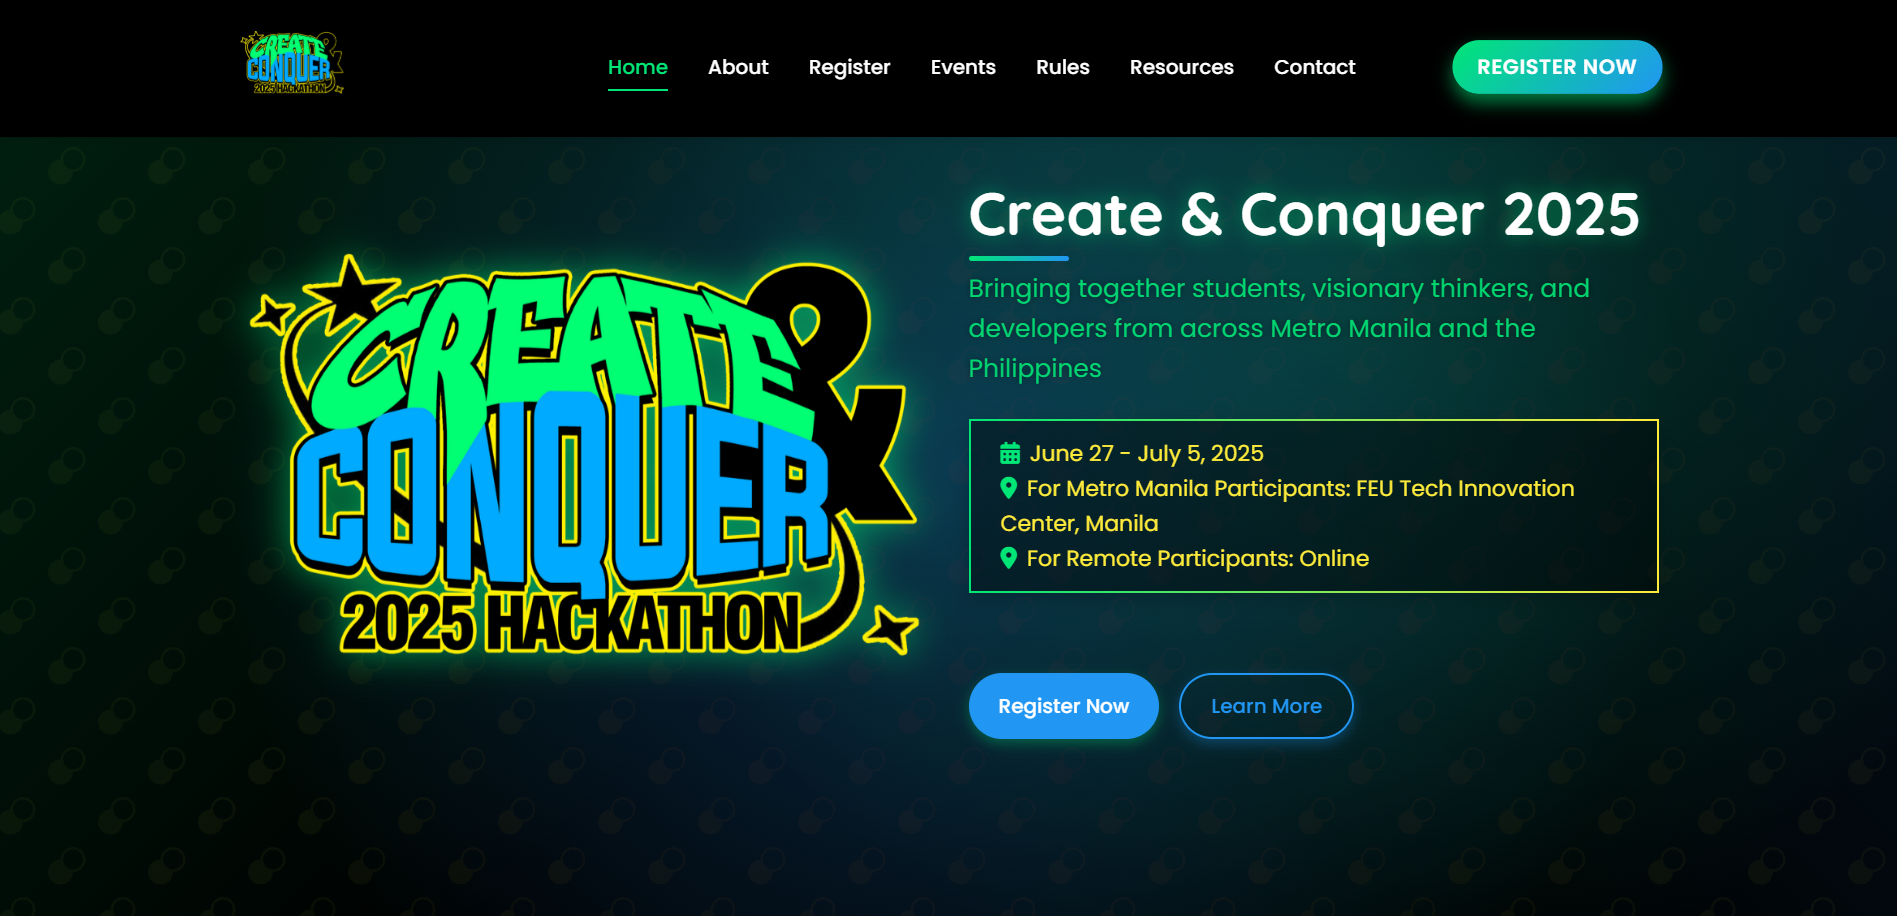 CREATE &
CONQUER
2025 HACKATHON
Home
About
Register
Events
Rules
Resources
Contact
REGISTER NOW
CREATE &
CONQUER
2025 HACKATHON
Create & Conquer 2025
Bringing together students, visionary thinkers, and
developers from across Metro Manila and the
Philippines
June 27 - July 5, 2025
For Metro Manila Participants: FEU Tech Innovation
Center, Manila
For Remote Participants: Online
Register Now
Learn More